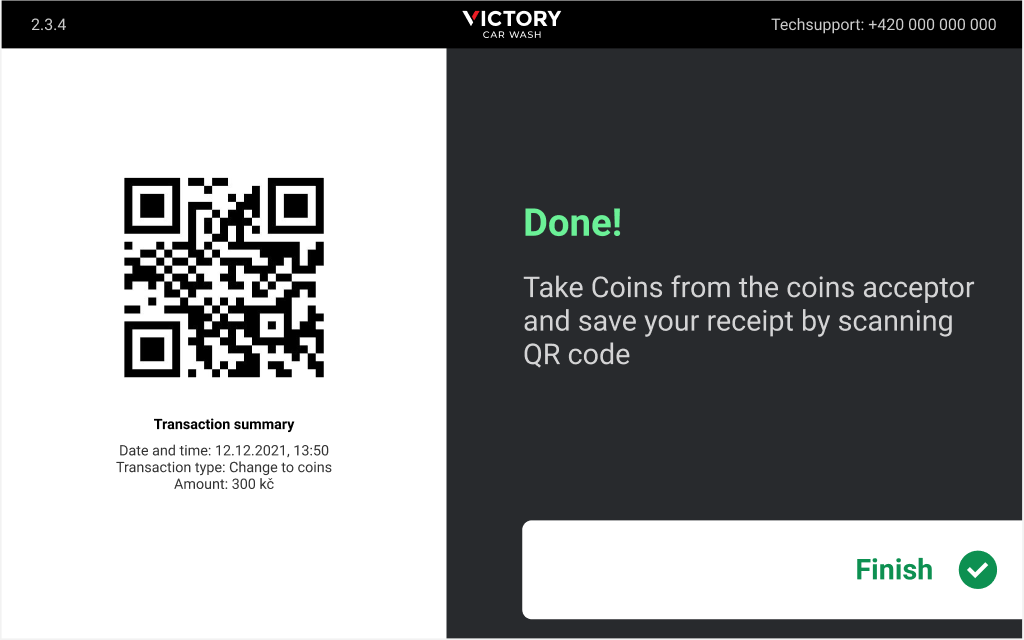 2.3.4
VICTORY
CAR WASH
Techsupport: +420 000 000 000
Transaction summary
Date and time: 12.12.2021, 13:50
Transaction type: Change to coins
Amount: 300 kč
Done!
Take Coins from the coins acceptor
and save your receipt by scanning
QR code
Finish